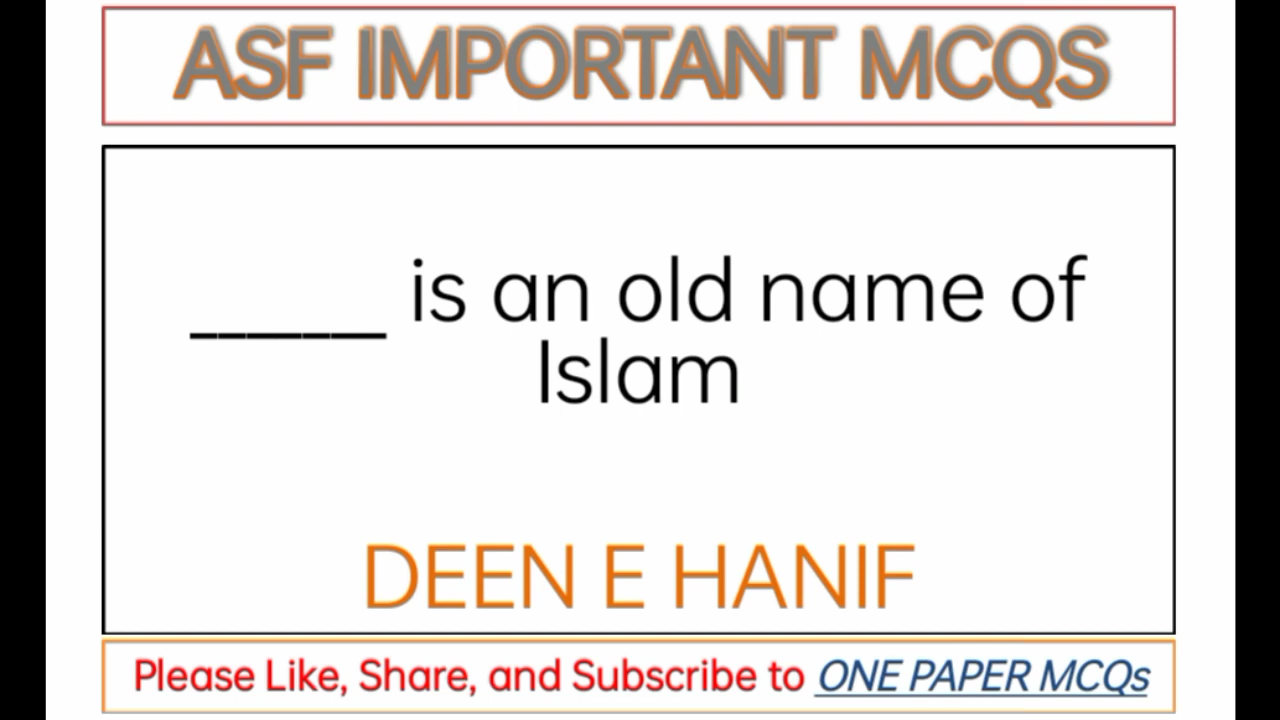 ASF IMPORTANT MCQS
_____ is an old name of
Islam
DEEN E HANIF
Please Like, Share, and Subscribe to ONE PAPER MCQs